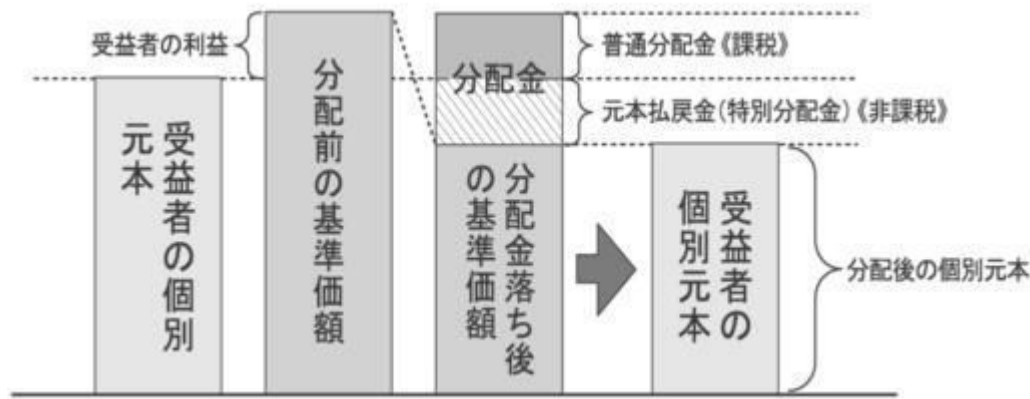 受益者の利益
受益者の個別
元本
分配前の基準価額
分配金
分配金落ち後
の基準価額
普通分配金《課税》
元本払戻金(特別分配金)《非課税》
受益者の
個別元本
分配後の個別元本